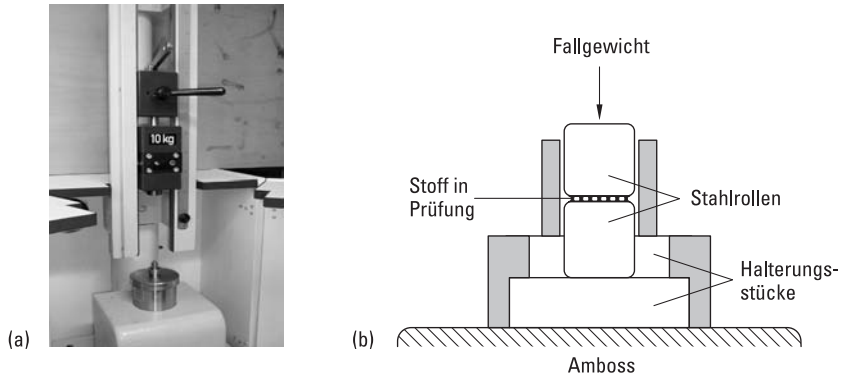 10 kg
(a)
Fallgewicht
Stoff in
Prüfung
Stahlrollen
Halterungs-
stücke
(b)
Amboss